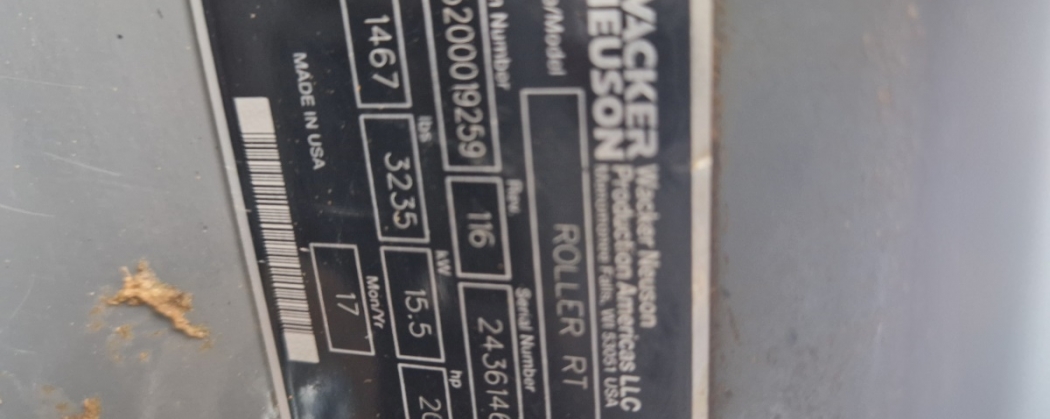 WACKER
NEUSON
Wacker Neuson
Production Americas LLC
Menomonee Falls, WI 53051 USA
p/Model
ROLLER RT
n Number
Rev.
Serial Number
5200019259
116
2436146
lbs
kW
hp
1467
3235
15.5
20
MADE IN USA
Mon/Yr
17